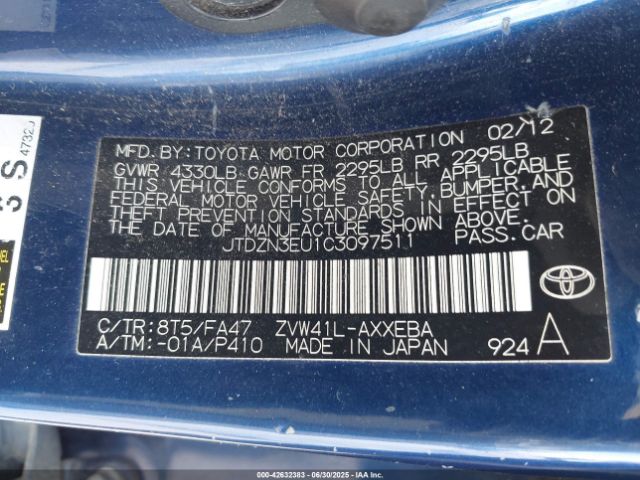 MFD. BY: TOYOTA MOTOR CORPORATION 02/12
GVWR 4330LB GAWR FR 2295LB RR 2295LB
THIS VEHICLE CONFORMS TO ALL APPLICABLE
FEDERAL MOTOR VEHICLE SAFETY, BUMPER, AND
THEFT PREVENTION STANDARDS IN EFFECT ON
THE DATE OF MANUFACTURE SHOWN ABOVE.
JTDZN3EU1C3097511 PASS. CAR
C/TR: 8T5/FA47 ZVW41L-AXXEBA
A/TM: -01A/P410 MADE IN JAPAN 924 A
S
47320
000-42632383 | 06/30/2025 | IAAI.COM